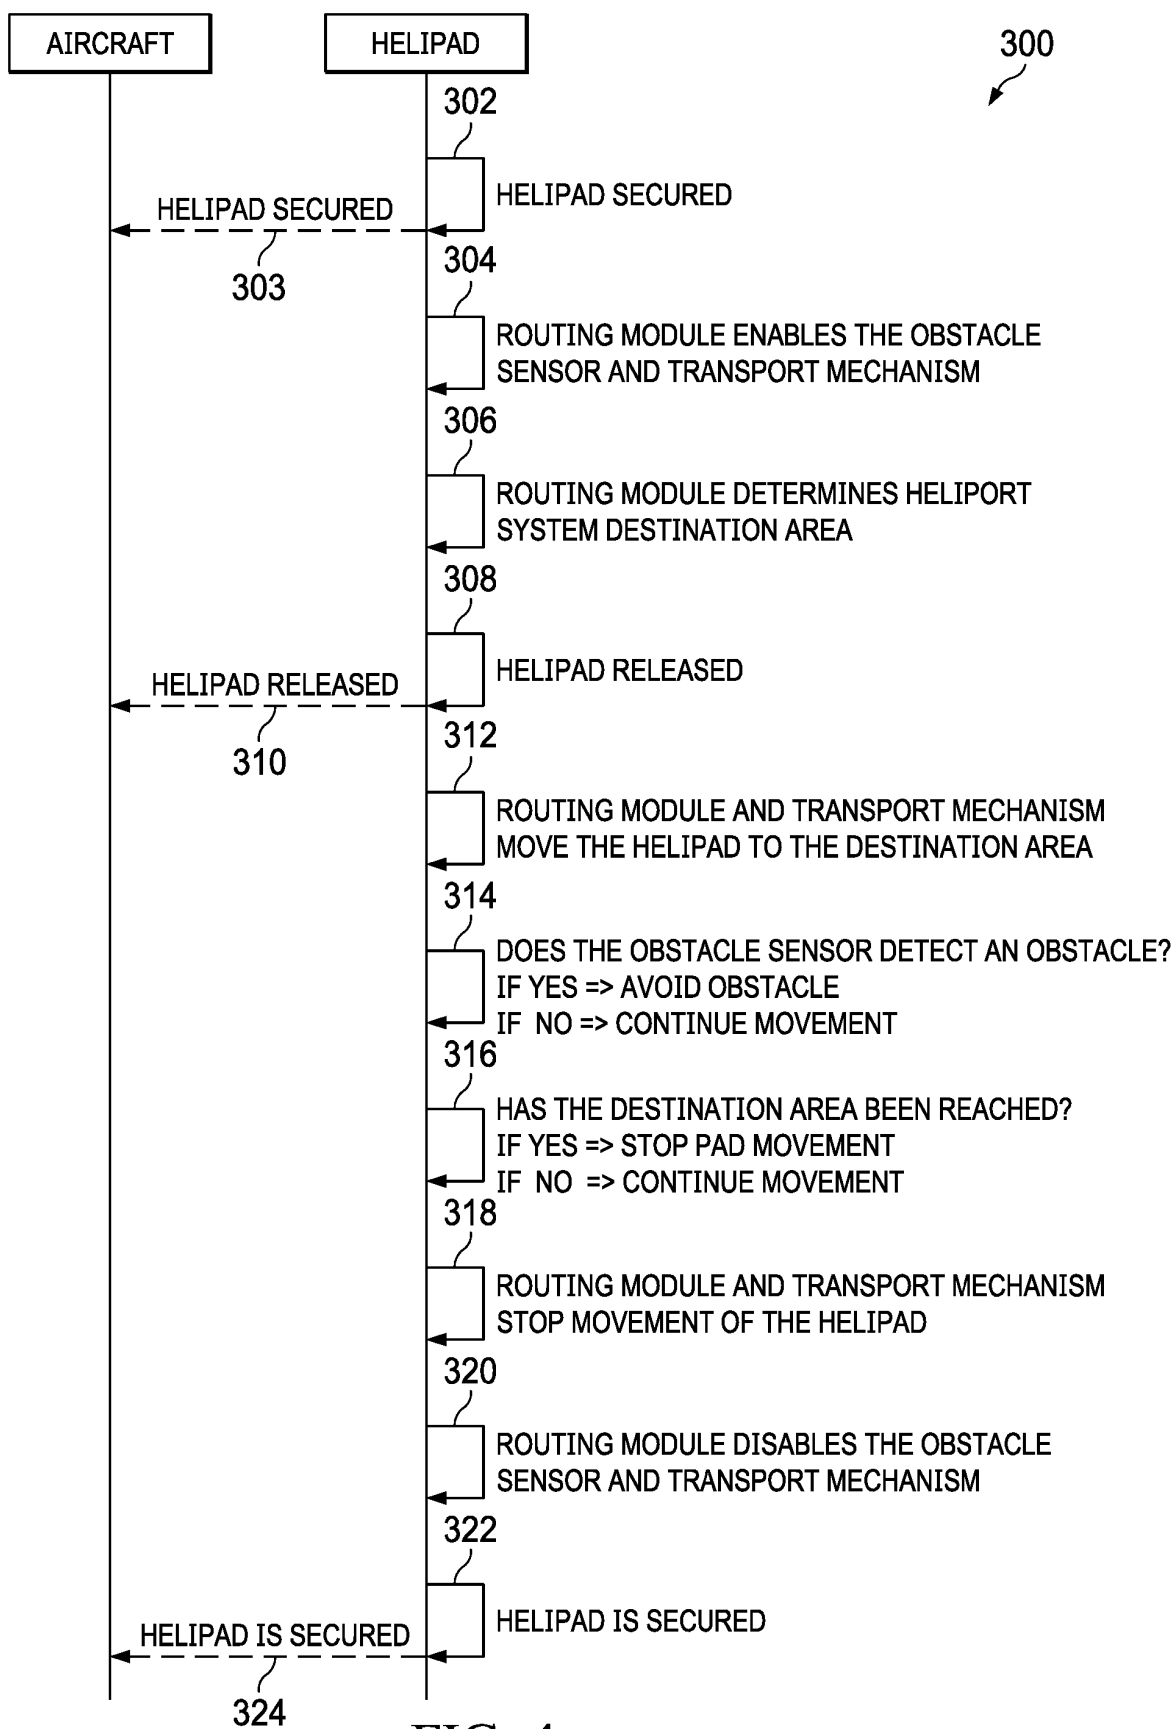 AIRCRAFT
HELIPAD
300
302
HELIPAD SECURED
HELIPAD SECURED
303
304
ROUTING MODULE ENABLES THE OBSTACLE
SENSOR AND TRANSPORT MECHANISM
306
ROUTING MODULE DETERMINES HELIPORT
SYSTEM DESTINATION AREA
308
HELIPAD RELEASED
HELIPAD RELEASED
310
312
ROUTING MODULE AND TRANSPORT MECHANISM
MOVE THE HELIPAD TO THE DESTINATION AREA
314
DOES THE OBSTACLE SENSOR DETECT AN OBSTACLE?
IF YES => AVOID OBSTACLE
IF NO => CONTINUE MOVEMENT
316
HAS THE DESTINATION AREA BEEN REACHED?
IF YES => STOP PAD MOVEMENT
IF NO => CONTINUE MOVEMENT
318
ROUTING MODULE AND TRANSPORT MECHANISM
STOP MOVEMENT OF THE HELIPAD
320
ROUTING MODULE DISABLES THE OBSTACLE
SENSOR AND TRANSPORT MECHANISM
322
HELIPAD IS SECURED
HELIPAD IS SECURED
324